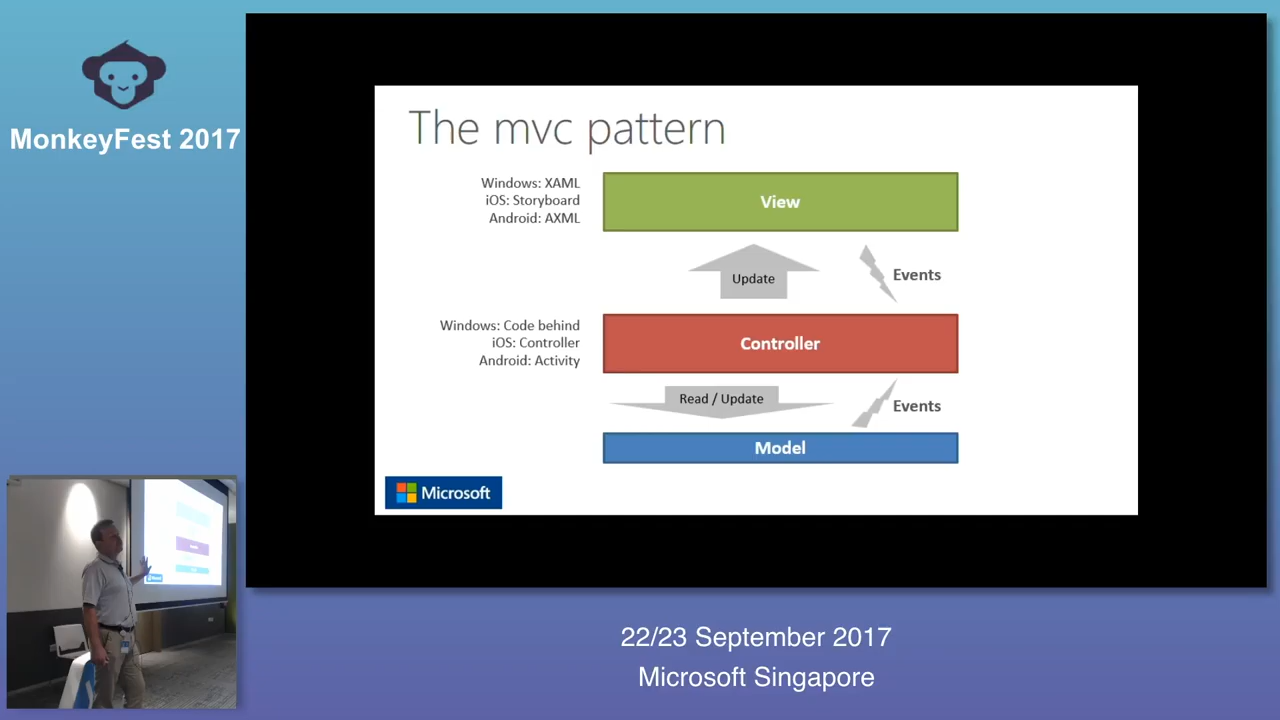 MonkeyFest 2017
The mvc pattern
Windows: XAML
iOS: Storyboard
Android: AXML
View
Update
Events
Windows: Code behind
iOS: Controller
Android: Activity
Controller
Read / Update
Events
Model
Microsoft
22/23 September 2017
Microsoft Singapore